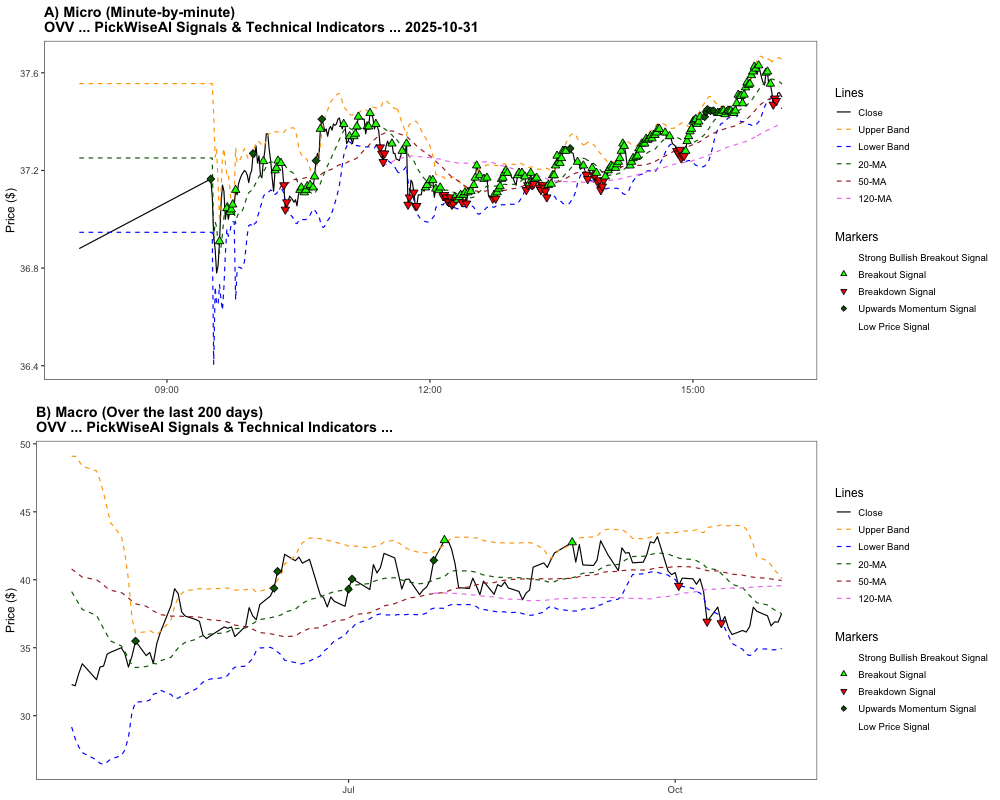 A) Micro (Minute-by-minute)
OVV ... PickWiseAI Signals & Technical Indicators ... 2025-10-31
37.6
37.2
36.8
36.4
Price ($)
09:00
12:00
15:00
Lines
Close
Upper Band
Lower Band
20-MA
50-MA
120-MA
Markers
Strong Bullish Breakout Signal
Breakout Signal
Breakdown Signal
Upwards Momentum Signal
Low Price Signal
B) Macro (Over the last 200 days)
OVV ... PickWiseAI Signals & Technical Indicators ...
50
45
40
35
30
Price ($)
Jul
Oct
Lines
Close
Upper Band
Lower Band
20-MA
50-MA
120-MA
Markers
Strong Bullish Breakout Signal
Breakout Signal
Breakdown Signal
Upwards Momentum Signal
Low Price Signal